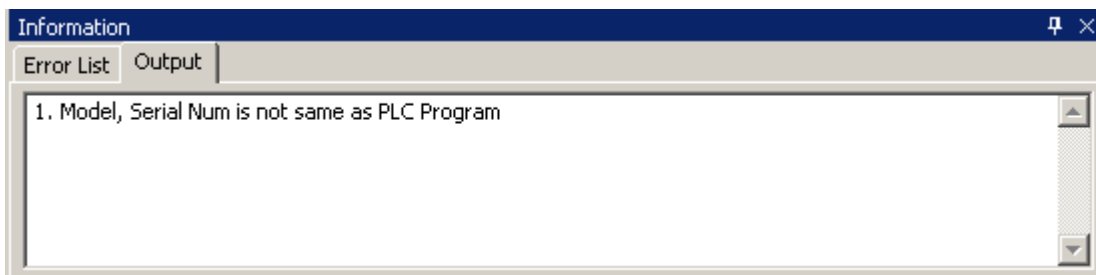 Information
Error List Output
1. Model, Serial Num is not same as PLC Program